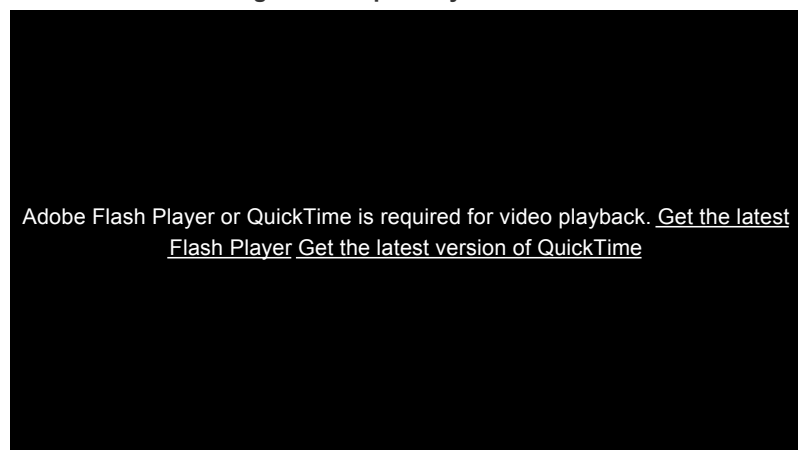 Adobe Flash Player or QuickTime is required for video playback. Get the latest
Flash Player Get the latest version of QuickTime